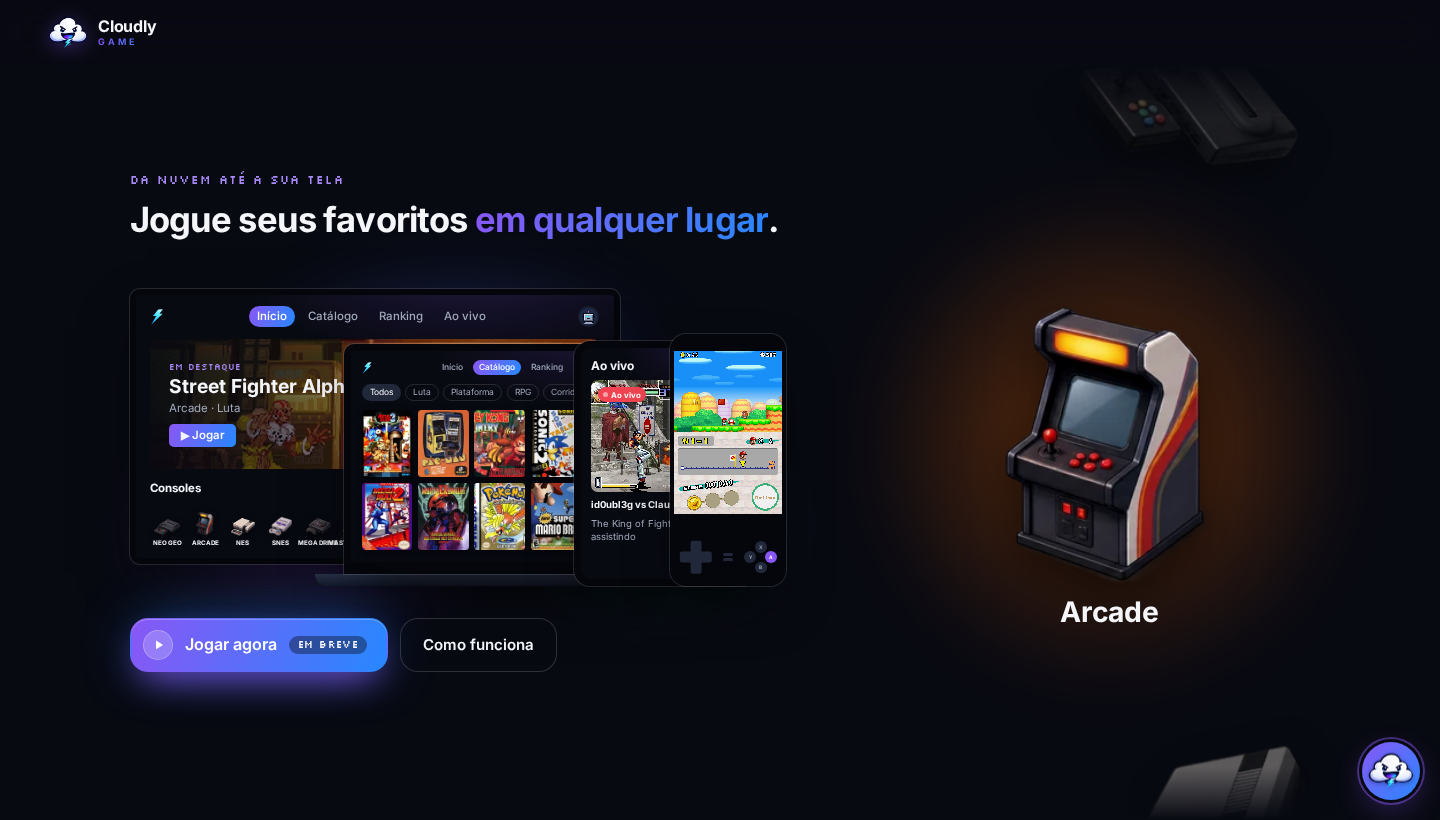 Cloudly
GAME
DA NUVEM ATÉ A SUA TELA
Jogue seus favoritos em qualquer lugar.
Início Catálogo Ranking Ao vivo
EM DESTAQUE
Street Fighter Alph
Arcade · Luta
▶ Jogar
Consoles
NEO GEO ARCADE NES SNES MEGA DRIVE
Início Catálogo Ranking
Todos Luta Plataforma RPG Corrid
Ao vivo
Ao vivo
id0ubl3g vs Clau
The King of Fight
assistindo
X
Y A
B
Jogar agora EM BREVE
Como funciona
Arcade